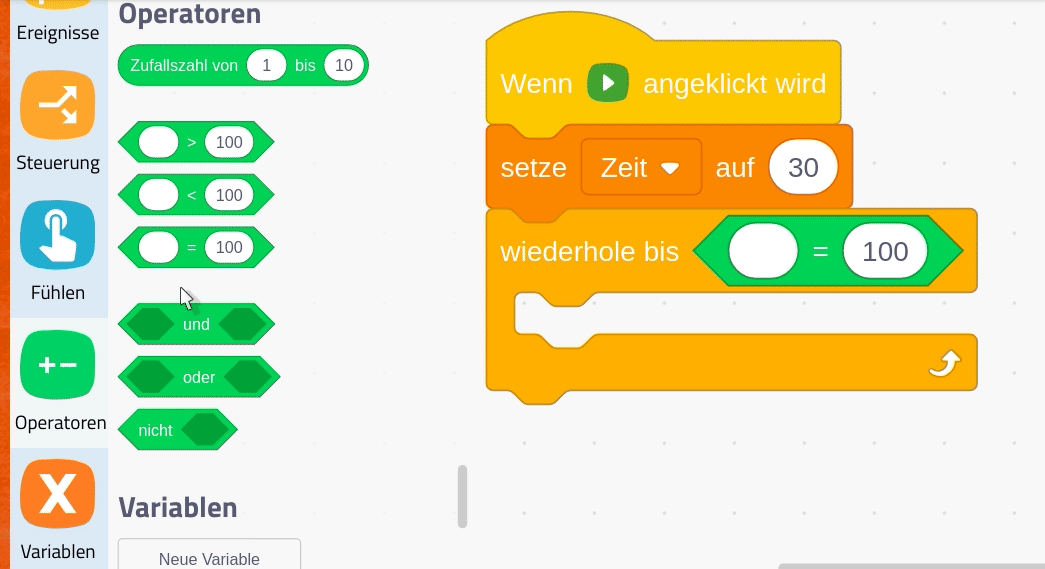 Ereignisse
Steuerung
Fühlen
Operatoren
X
Variablen
Operatoren
Zufallszahl von 1 bis 10
> 100
< 100
= 100
und
oder
nicht
Variablen
Neue Variable
Wenn angeklickt wird
setze Zeit auf 30
wiederhole bis = 100